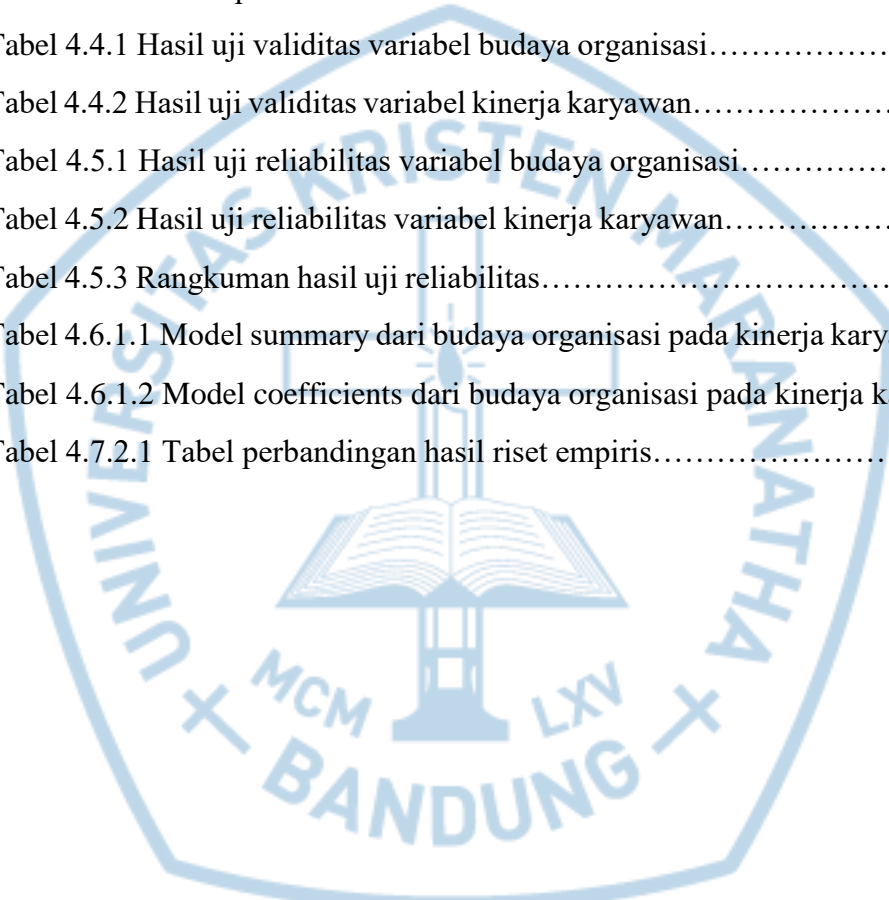 Tabel 4.4.1 Hasil uji validitas variabel budaya organisasi………………
Tabel 4.4.2 Hasil uji validitas variabel kinerja karyawan…………………
Tabel 4.5.1 Hasil uji reliabilitas variabel budaya organisasi……………
Tabel 4.5.2 Hasil uji reliabilitas variabel kinerja karyawan………………
Tabel 4.5.3 Rangkuman hasil uji reliabilitas…………………………………
Tabel 4.6.1.1 Model summary dari budaya organisasi pada kinerja kary
Tabel 4.6.1.2 Model coefficients dari budaya organisasi pada kinerja k
Tabel 4.7.2.1 Tabel perbandingan hasil riset empiris……………………
UNIVERSITAS KRISTEN MARANATHA
MCM LXV
BANDUNG